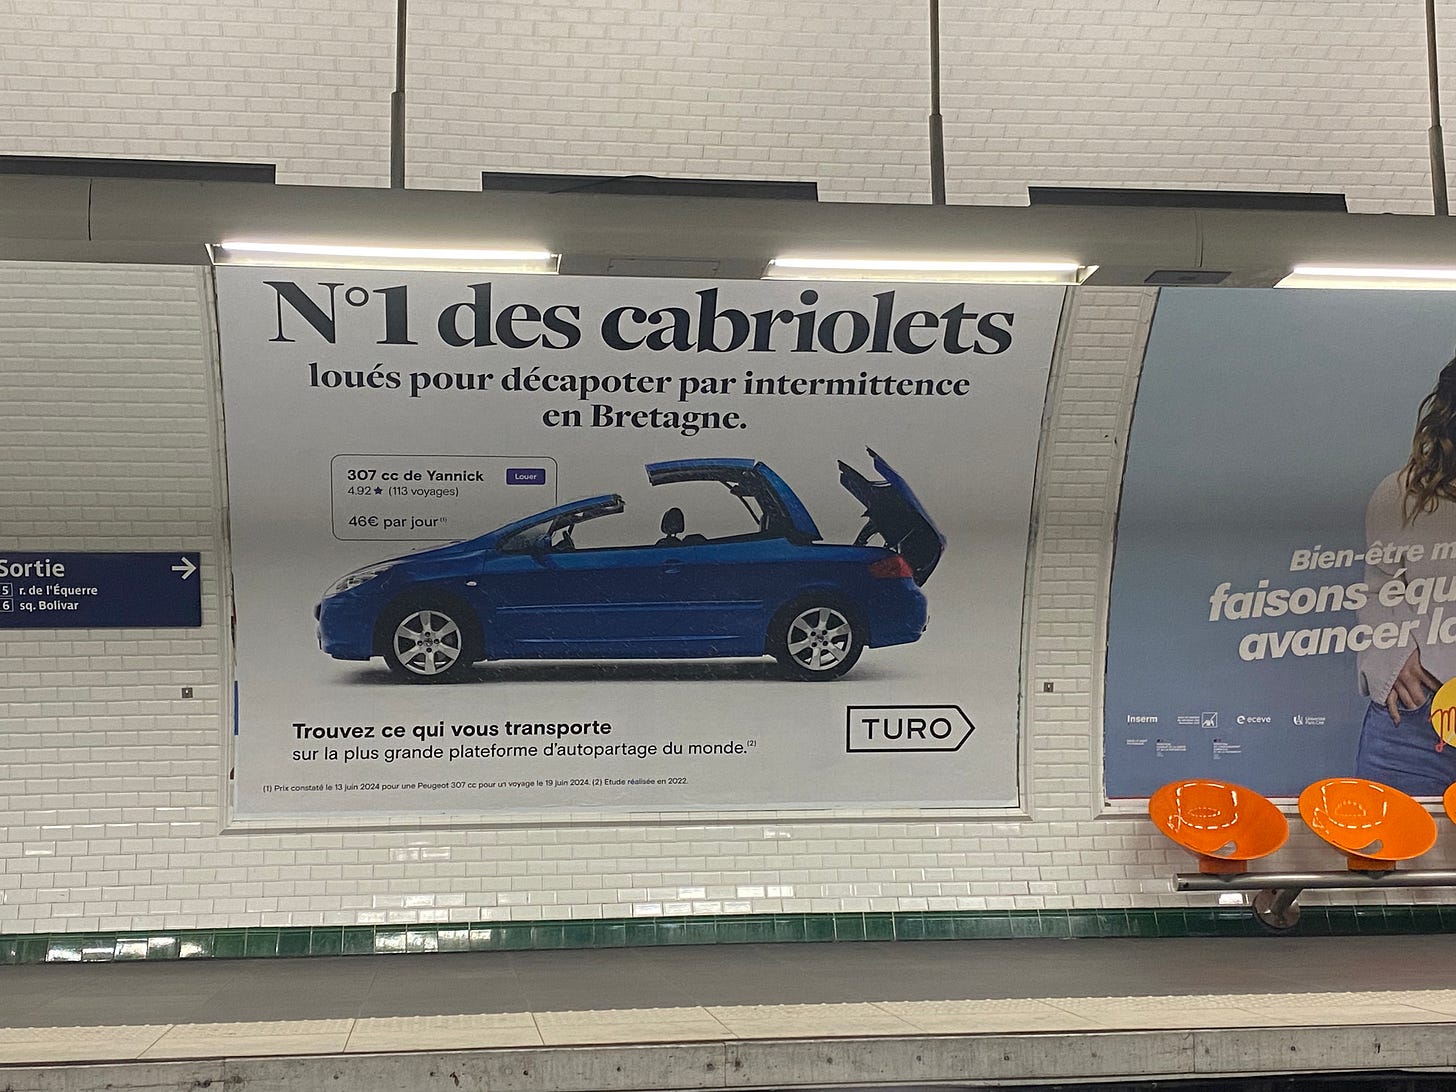 N°1 des cabriolets
loués pour décapoter par intermittence
en Bretagne.
307 cc de Yannick
Louer
4.92★ (113 voyages)
46€ par jour⁽¹⁾
Trouvez ce qui vous transporte
sur la plus grande plateforme d'autopartage du monde.⁽²⁾
TURO
(1) Prix constaté le 13 juin 2024 pour une Peugeot 307 cc pour un voyage le 19 juin 2024. (2) Etude réalisée en 2022.
Sortie →
5 r. de l'Équerre
6 sq. Bolivar
Bien-être
faisons
avancer
Inserm
eceve